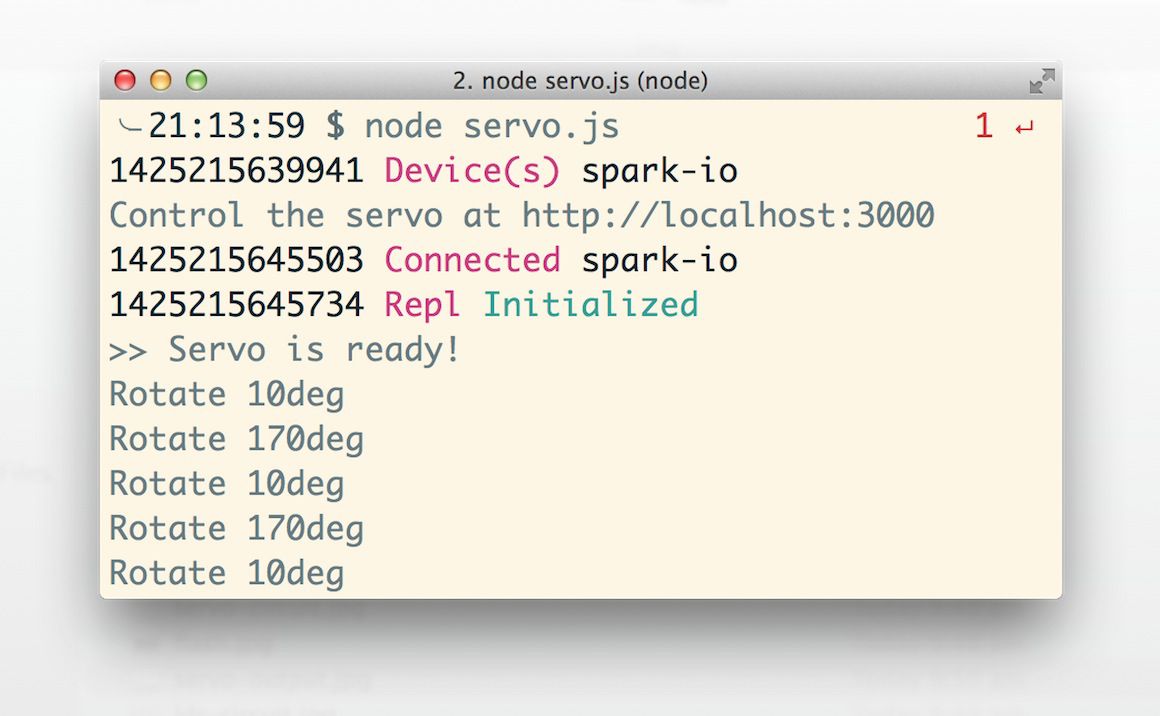 2. node servo.js (node)
21:13:59 $ node servo.js 1 ↵
1425215639941 Device(s) spark-io
Control the servo at http://localhost:3000
1425215645503 Connected spark-io
1425215645734 Repl Initialized
>> Servo is ready!
Rotate 10deg
Rotate 170deg
Rotate 10deg
Rotate 170deg
Rotate 10deg